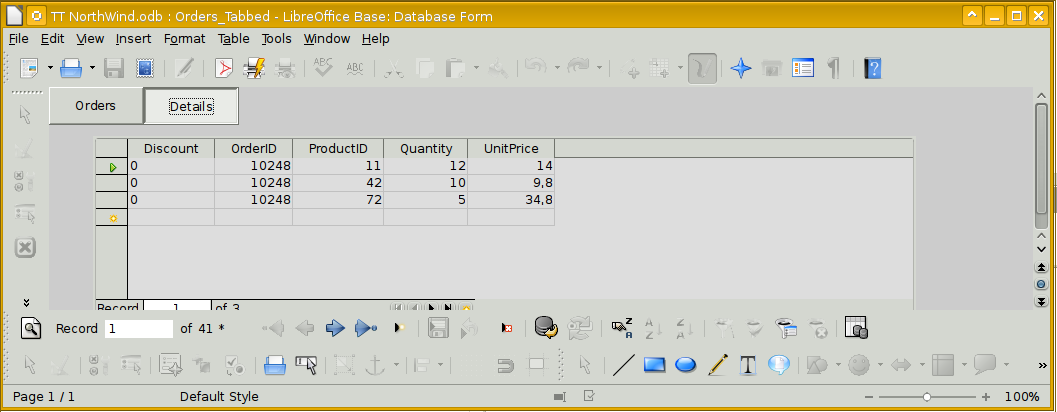 TT NorthWind.odb : Orders_Tabbed - LibreOffice Base: Database Form
File Edit View Insert Format Table Tools Window Help
ABC ABC
Orders Details
Discount OrderID ProductID Quantity UnitPrice
0 10248 11 12 14
0 10248 42 10 9,8
0 10248 72 5 34,8
Record 1 of 3
Record 1 of 41 *
Page 1 / 1 Default Style 100%